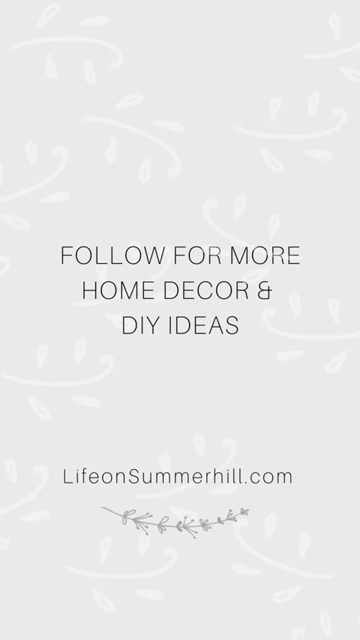 FOLLOW FOR MORE
HOME DECOR &
DIY IDEAS
LifeonSummerhill.com